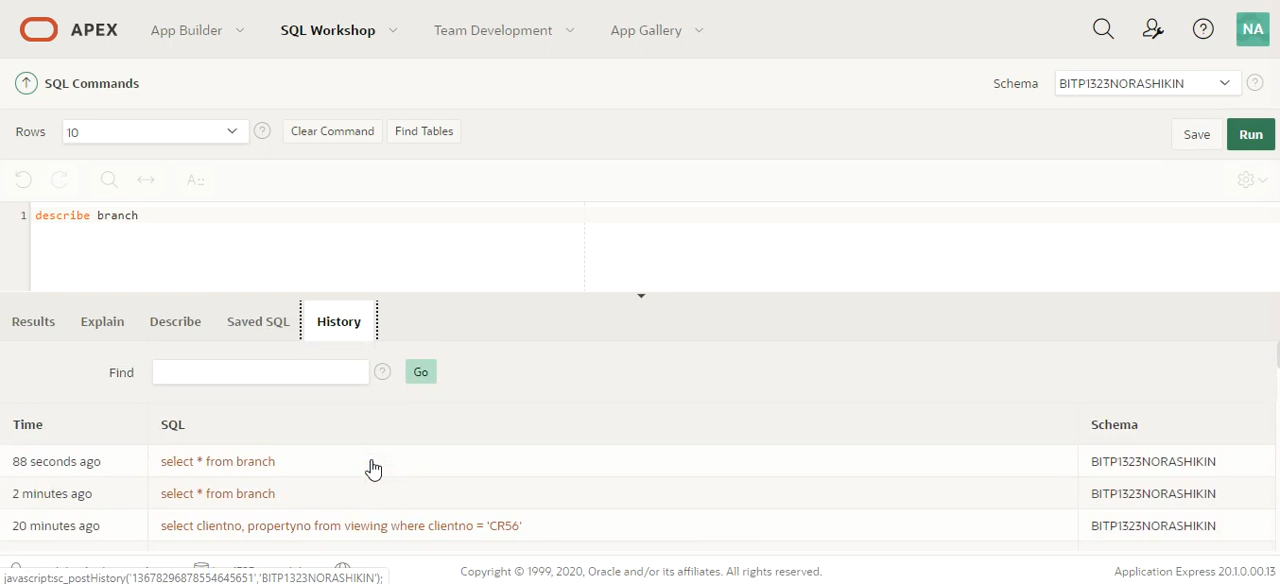 APEX App Builder SQL Workshop Team Development App Gallery NA
SQL Commands Schema BITP1323NORASHIKIN
Rows 10 Clear Command Find Tables Save Run
A::
1 describe branch
Results Explain Describe Saved SQL History
Find Go
Time SQL Schema
88 seconds ago select * from branch BITP1323NORASHIKIN
2 minutes ago select * from branch BITP1323NORASHIKIN
20 minutes ago select clientno, propertyno from viewing where clientno = 'CR56' BITP1323NORASHIKIN
Copyright © 1999, 2020, Oracle and/or its affiliates. All rights reserved. Application Express 20.1.0.00.13
javascript:sc_postHistory('13678296878554645651','BITP1323NORASHIKIN');